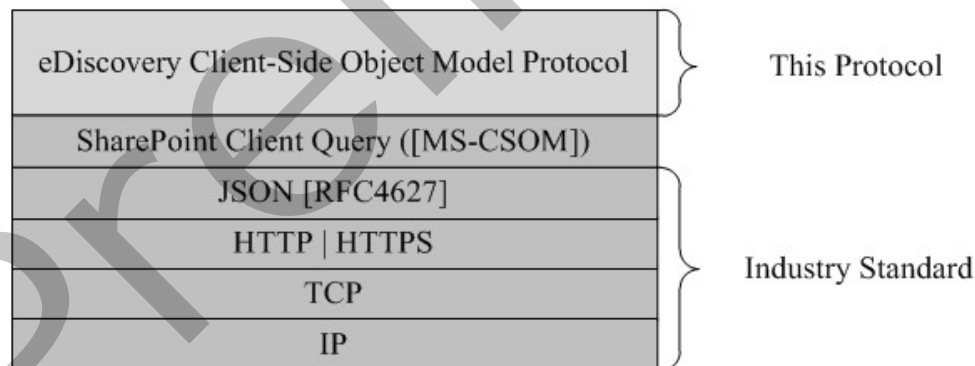 eDiscovery Client-Side Object Model Protocol
This Protocol
SharePoint Client Query ([MS-CSOM])
JSON [RFC4627]
HTTP | HTTPS
Industry Standard
TCP
IP